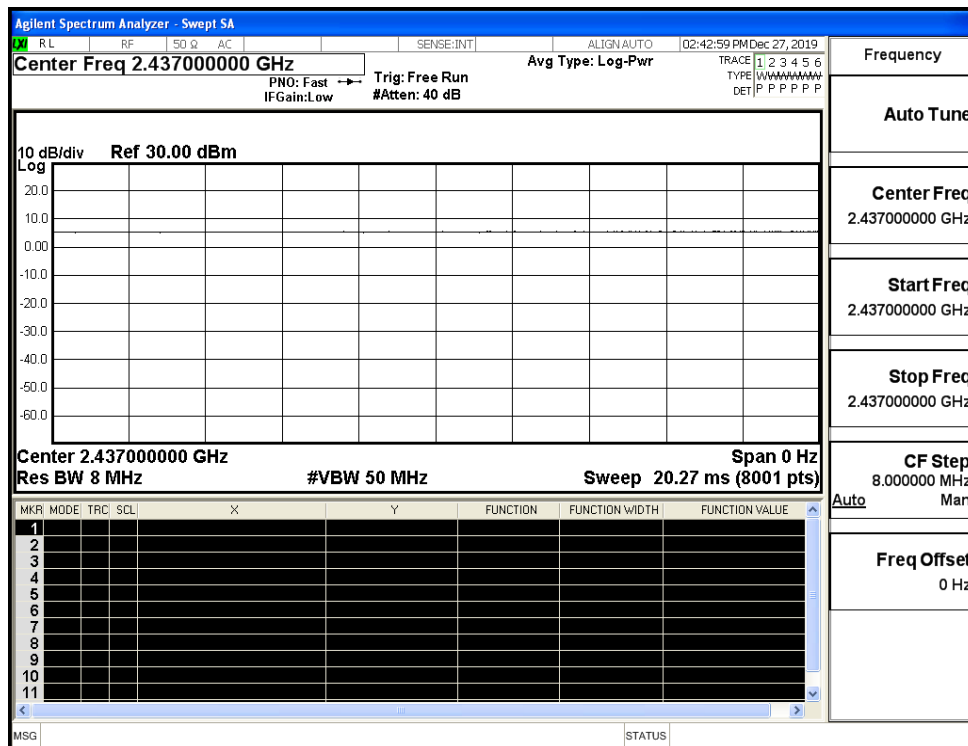 Agilent Spectrum Analyzer - Swept SA
LXI RL RF 50 Ω AC SENSE:INT ALIGN AUTO 02:42:59 PM Dec 27, 2019
Center Freq 2.437000000 GHz
PNO: Fast
IFGain:Low
Trig: Free Run
#Atten: 40 dB
Avg Type: Log-Pwr
TRACE 1 2 3 4 5 6
TYPE WWWWWW
DET P P P P P P
10 dB/div Ref 30.00 dBm
Log
20.0
10.0
0.00
-10.0
-20.0
-30.0
-40.0
-50.0
-60.0
Center 2.437000000 GHz Span 0 Hz
Res BW 8 MHz #VBW 50 MHz Sweep 20.27 ms (8001 pts)
MKR MODE TRC SCL X Y FUNCTION FUNCTION WIDTH FUNCTION VALUE
1
2
3
4
5
6
7
8
9
10
11
MSG STATUS
Frequency
Auto Tune
Center Freq
2.437000000 GHz
Start Freq
2.437000000 GHz
Stop Freq
2.437000000 GHz
CF Step
8.000000 MHz
Auto Man
Freq Offset
0 Hz